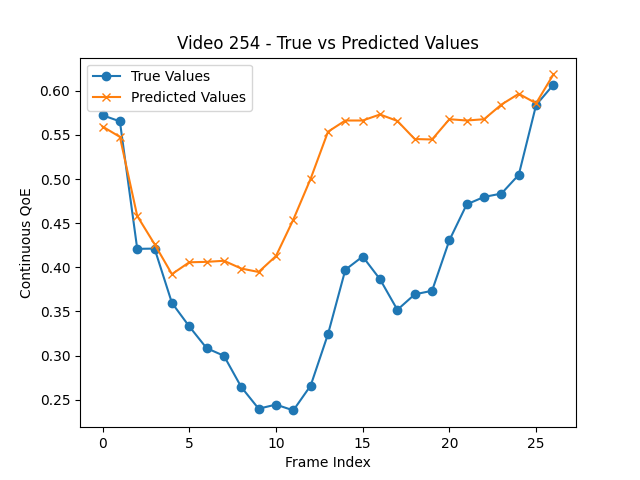 Video 254 - True vs Predicted Values
True Values
Predicted Values
Continuous QoE
0.60
0.55
0.50
0.45
0.40
0.35
0.30
0.25
0
5
10
15
20
25
Frame Index